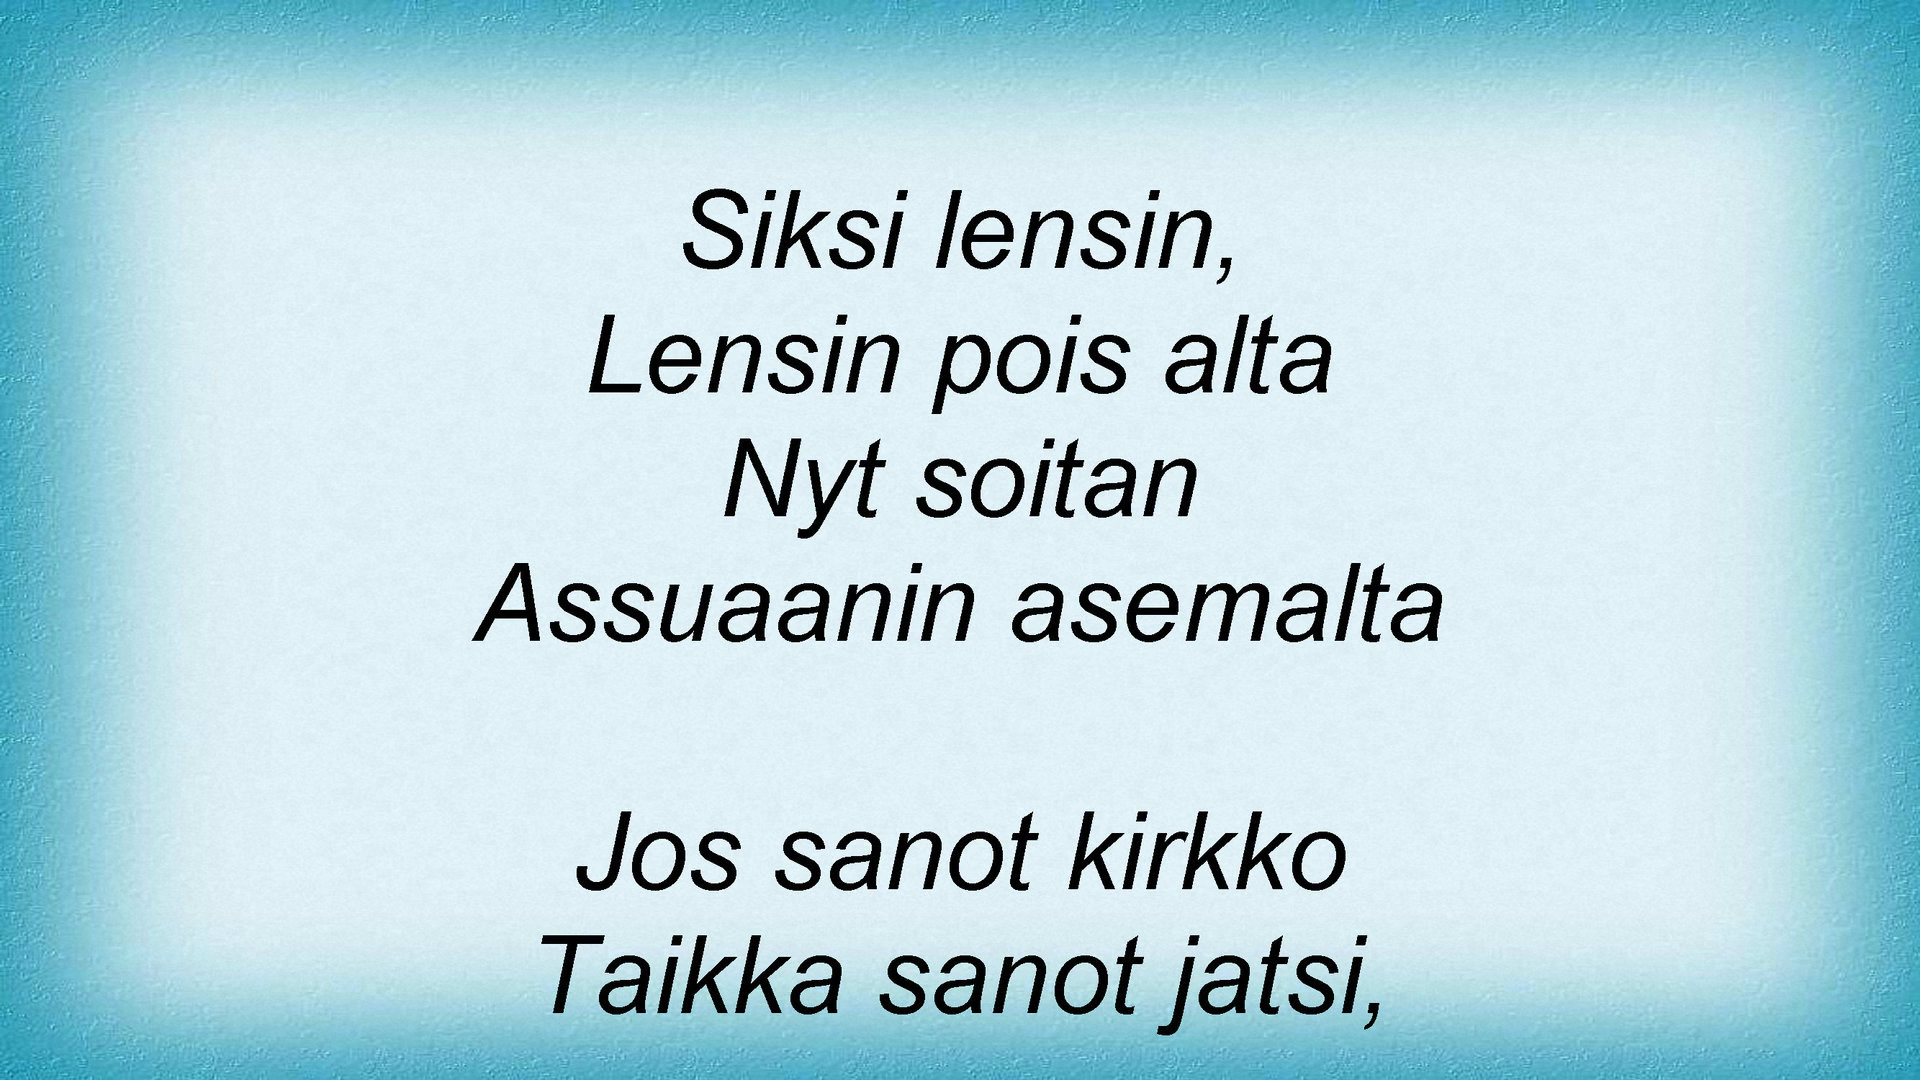 Siksi lensin,
Lensin pois alta
Nyt soitan
Assuaanin asemalta
Jos sanot kirkko
Taikka sanot jatsi,